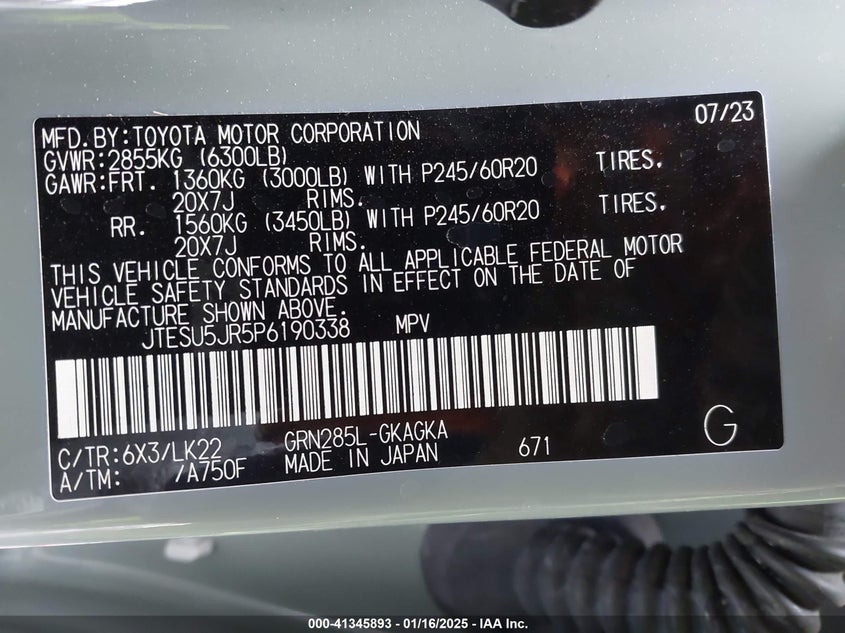 07/23
MFD.BY:TOYOTA MOTOR CORPORATION
GVWR:2855KG (6300LB)
GAWR:FRT. 1360KG (3000LB) WITH P245/60R20 TIRES,
20X7J RIMS.
RR. 1560KG (3450LB) WITH P245/60R20 TIRES,
20X7J RIMS.
THIS VEHICLE CONFORMS TO ALL APPLICABLE FEDERAL MOTOR
VEHICLE SAFETY STANDARDS IN EFFECT ON THE DATE OF
MANUFACTURE SHOWN ABOVE.
JTESU5JR5P6190338 MPV
C/TR:6X3/LK22 GRN285L-GKAGKA
A/TM: /A750F MADE IN JAPAN 671 G
000-41345893 - 01/16/2025 - IAA Inc.